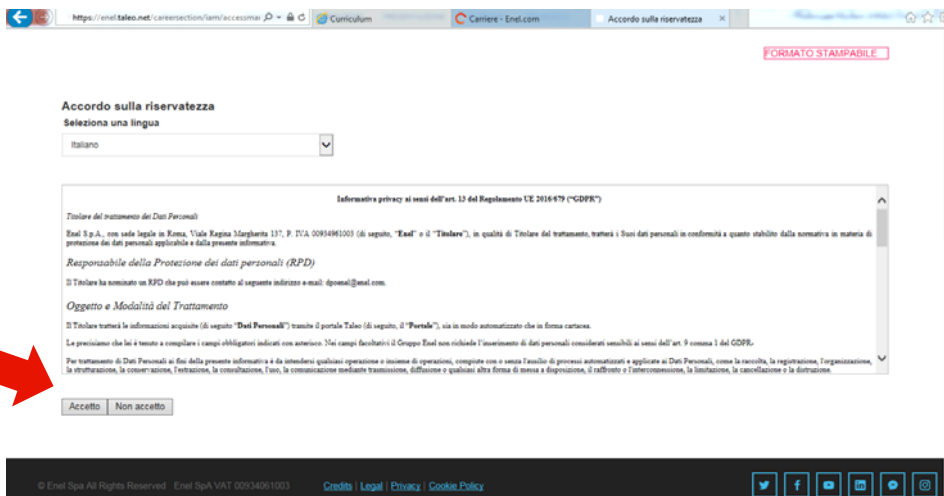 https://enel.taleo.net/careersection/iam/accessmar
Curriculum
Carriere - Enel.com
Accordo sulla riservatezza
FORMATO STAMPABILE
Accordo sulla riservatezza
Seleziona una lingua
Italiano
Informativa privacy ai sensi dell'art. 13 del Regolamento UE 2016/679 ("GDPR")
Titolare del trattamento dei Dati Personali
Enel S.p.A., con sede legale in Roma, Viale Regina Margherita 137, P. IVA 00934961003 (di seguito, "Enel" o il "Titolare"), in qualità di Titolare del trattamento, tratterà i Suoi dati personali in conformità a quanto stabilito dalla normativa in materia di
protezione dei dati personali applicabile e dalla presente informativa.
Responsabile della Protezione dei dati personali (RPD)
Il Titolare ha nominato un RPD che può essere contatto al seguente indirizzo e-mail: dpoenel@enel.com.
Oggetto e Modalità del Trattamento
Il Titolare tratterà le informazioni acquisite (di seguito "Dati Personali") tramite il portale Taleo (di seguito, il "Portale"), sia in modo automatizzato che in forma cartacea.
Le precisiamo che lei è tenuto a compilare i campi obbligatori indicati con asterisco. Nei campi facoltativi il Gruppo Enel non richiede l'inserimento di dati personali considerati sensibili ai sensi dell'art. 9 comma 1 del GDPR.
Per trattamento di Dati Personali ai fini della presente informativa è da intendersi qualsiasi operazione o insieme di operazioni, compiute con o senza l'ausilio di processi automatizzati e applicate ai Dati Personali, come la raccolta, la registrazione, l'organizzazione,
la strutturazione, la conservazione, l'estrazione, la consultazione, l'uso, la comunicazione mediante trasmissione, diffusione o qualsiasi altra forma di messa a disposizione, il raffronto o l'interconnessione, la limitazione, la cancellazione o la distruzione.
Accetto Non accetto
© Enel Spa All Rights Reserved Enel SpA VAT 00934061003 Credits | Legal | Privacy | Cookie Policy